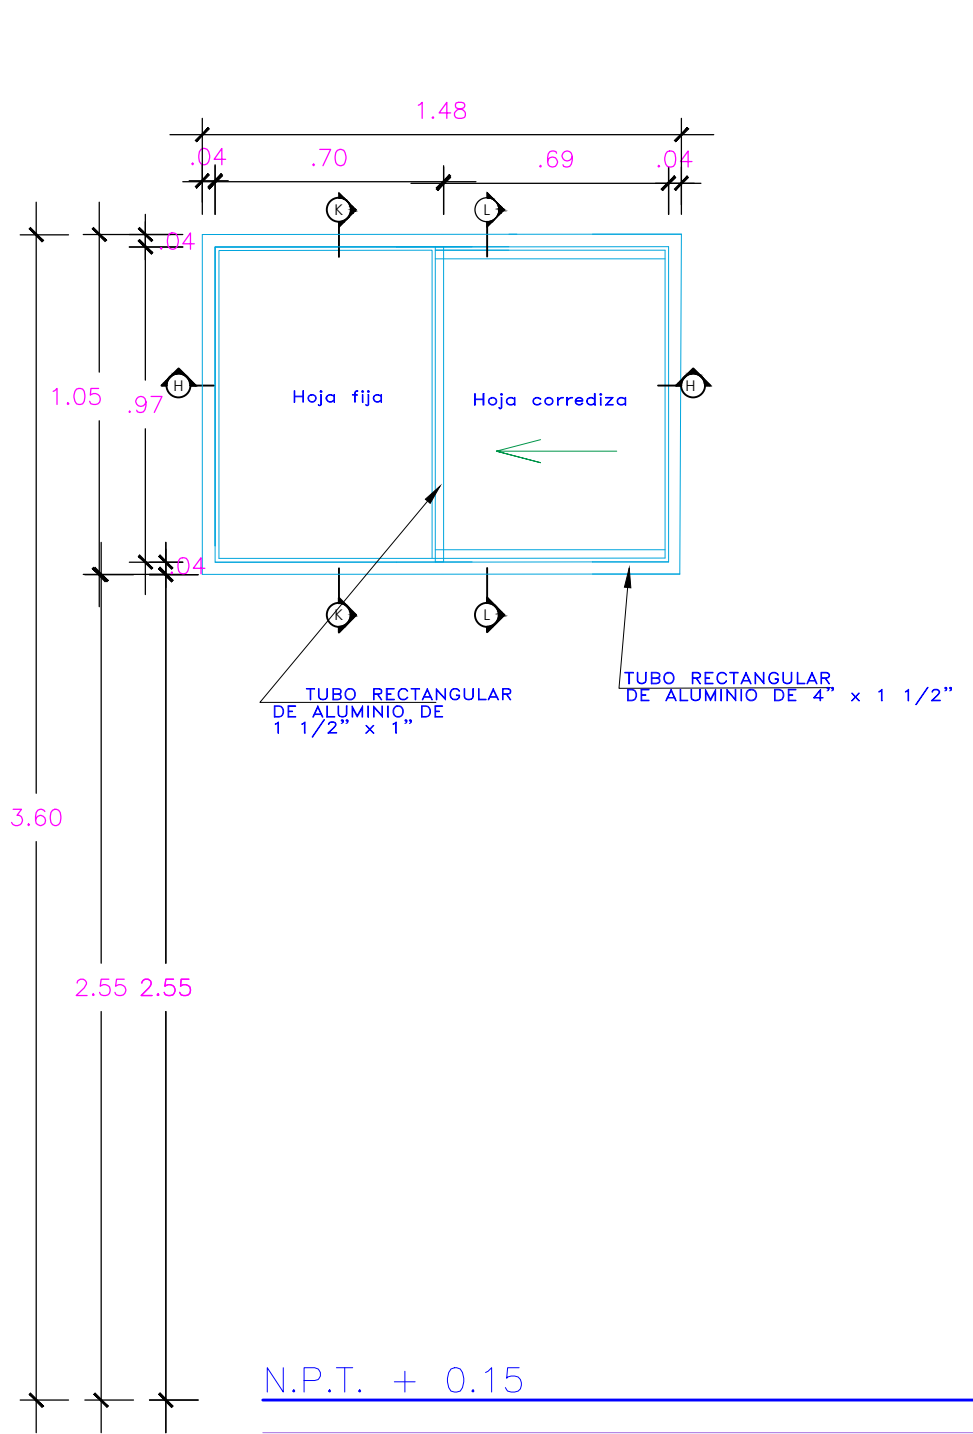 1.48
.04
.70
.69
.04
K
L
.04
1.05
.97
H
Hoja fija
Hoja corrediza
H
.04
K
L
TUBO RECTANGULAR
DE ALUMINIO DE
1 1/2” x 1”
TUBO RECTANGULAR
DE ALUMINIO DE 4” x 1 1/2”
3.60
2.55
2.55
N.P.T. + 0.15